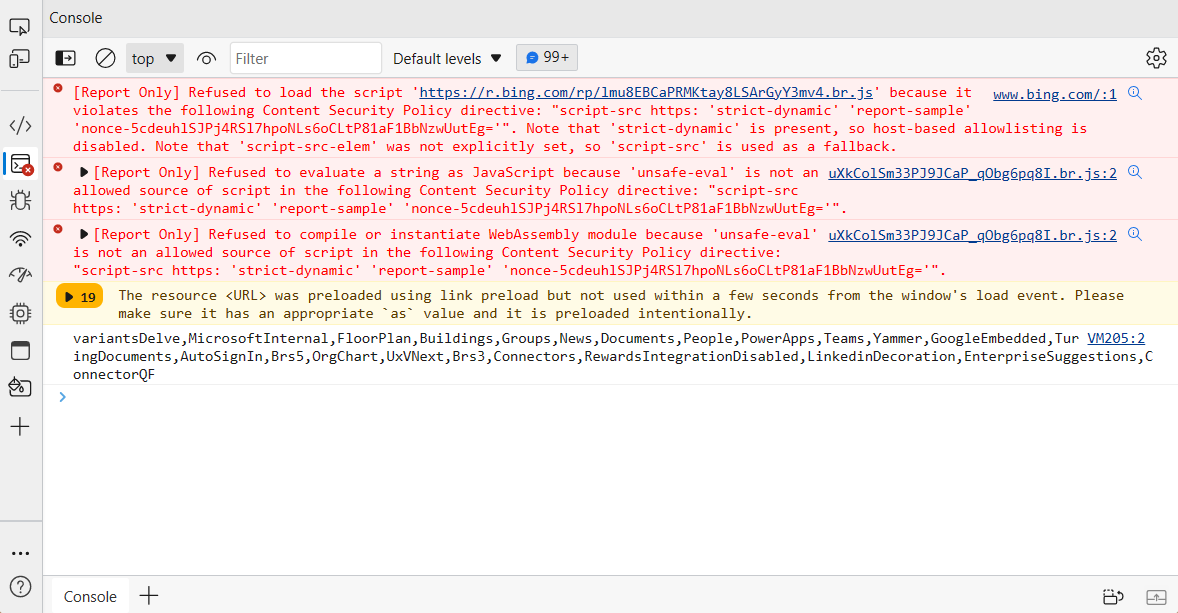 Console
top
Filter
Default levels
99+
[Report Only] Refused to load the script 'https://r.bing.com/rp/lmu8EBCaPRMKtay8LSArGyY3mv4.br.js' because it www.bing.com/:1
violates the following Content Security Policy directive: "script-src https: 'strict-dynamic' 'report-sample'
'nonce-5cdeuhlSJPj4RSl7hpoNLs6oCLtP81aF1BbNzwUutEg='". Note that 'strict-dynamic' is present, so host-based allowlisting is
disabled. Note that 'script-src-elem' was not explicitly set, so 'script-src' is used as a fallback.
[Report Only] Refused to evaluate a string as JavaScript because 'unsafe-eval' is not an uXkColSm33PJ9JCaP_qObg6pq8I.br.js:2
allowed source of script in the following Content Security Policy directive: "script-src
https: 'strict-dynamic' 'report-sample' 'nonce-5cdeuhlSJPj4RSl7hpoNLs6oCLtP81aF1BbNzwUutEg='".
[Report Only] Refused to compile or instantiate WebAssembly module because 'unsafe-eval' uXkColSm33PJ9JCaP_qObg6pq8I.br.js:2
is not an allowed source of script in the following Content Security Policy directive:
"script-src https: 'strict-dynamic' 'report-sample' 'nonce-5cdeuhlSJPj4RSl7hpoNLs6oCLtP81aF1BbNzwUutEg='".
19 The resource <URL> was preloaded using link preload but not used within a few seconds from the window's load event. Please
make sure it has an appropriate `as` value and it is preloaded intentionally.
variantsDelve,MicrosoftInternal,FloorPlan,Buildings,Groups,News,Documents,People,PowerApps,Teams,Yammer,GoogleEmbedded,Tur VM205:2
ingDocuments,AutoSignIn,Brs5,OrgChart,UxVNext,Brs3,Connectors,RewardsIntegrationDisabled,LinkedinDecoration,EnterpriseSuggestions,C
onnectorQF
Console